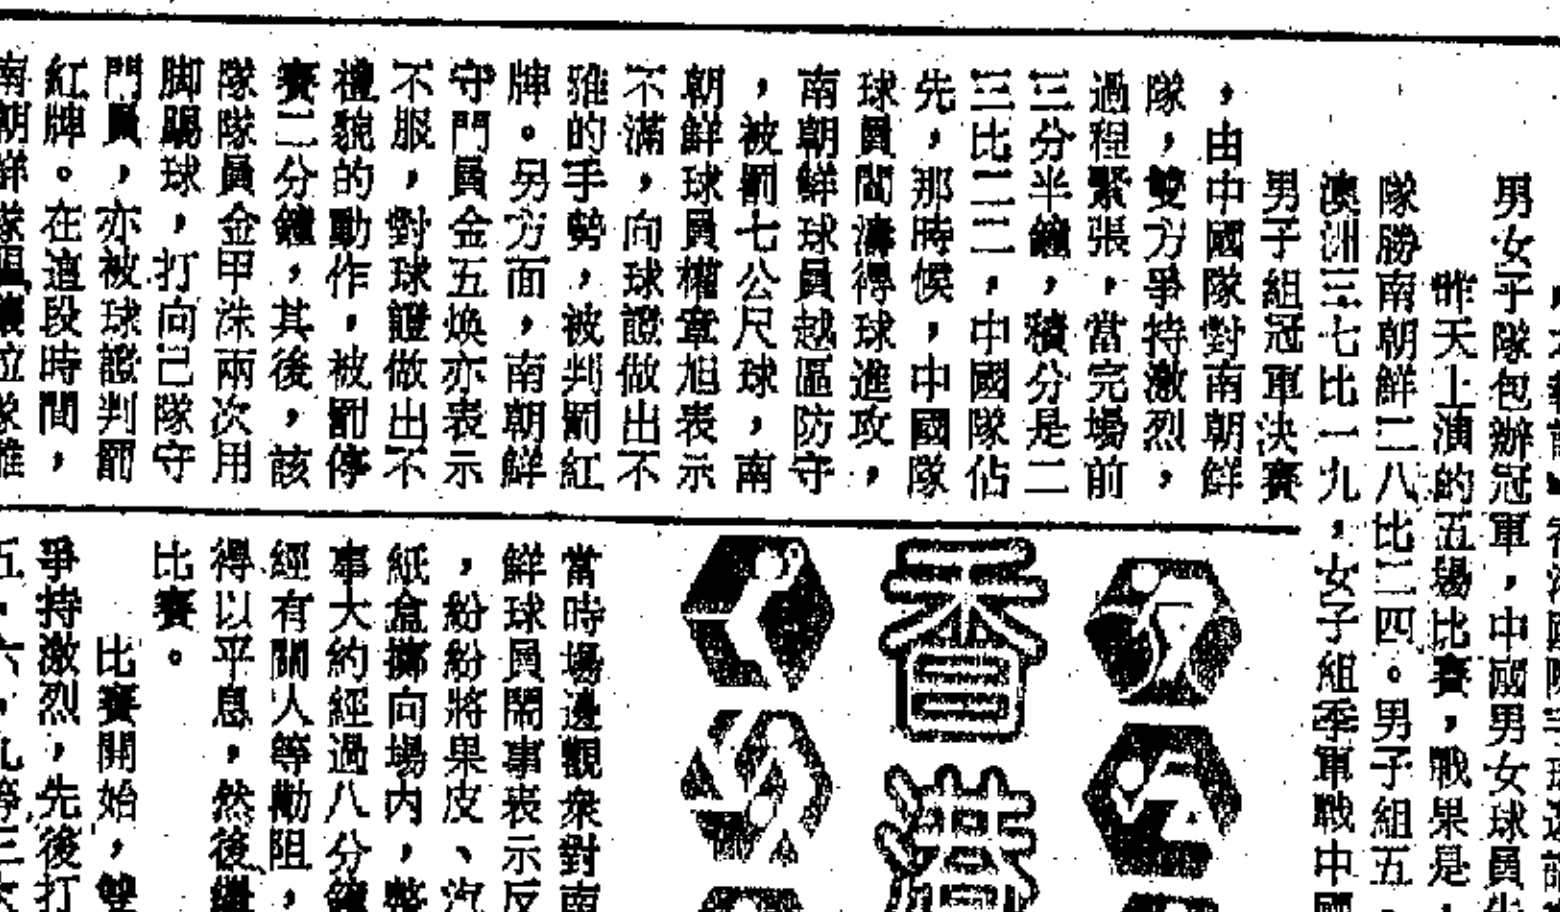 男女子隊包辦冠軍，中國男女球員先
昨天上演的五場比賽，戰果是：
隊勝南朝鮮二八比二四。男子組五、
澳洲三七比一九，女子組季軍戰中國
男子組冠軍決賽
，由中國隊對南朝鮮
隊，雙方爭持激烈，
過程緊張，當完場前
三分半鐘，積分是二
三比二二，中國隊佔
先，那時候，中國隊
球員閭濤得球進攻，
南朝鮮球員越區防守
，被罰七公尺球，南
朝鮮球員權章旭表示
不滿，向球證做出不
雅的手勢，被判罰紅
牌。另方面，南朝鮮
守門員金五煥亦表示
不服，對球證做出不
禮貌的動作，被罰停
賽二分鐘，其後，該
隊隊員金甲洙兩次用
脚踢球，打向己隊守
門員，亦被球證判罰
紅牌。在這段時間，
香港
當時場邊觀衆對南
鮮球員鬧事表示反
，紛紛將果皮、汽
紙盒擲向場内，整
事大約經過八分鐘
經有關人等勸阻，
得以平息，然後繼
比賽。
比賽開始，雙
爭持激烈，先後打
五、六、九等三次